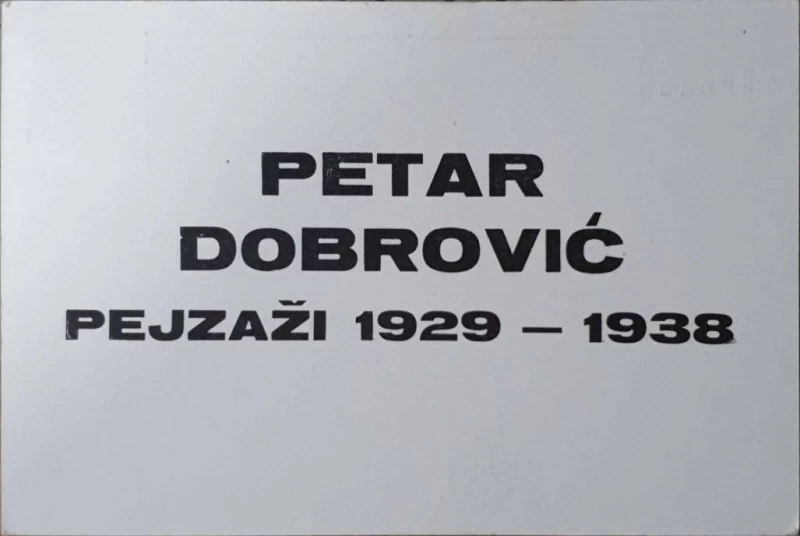 PETAR
DOBROVIĆ
PEJZAŽI 1929 – 1938